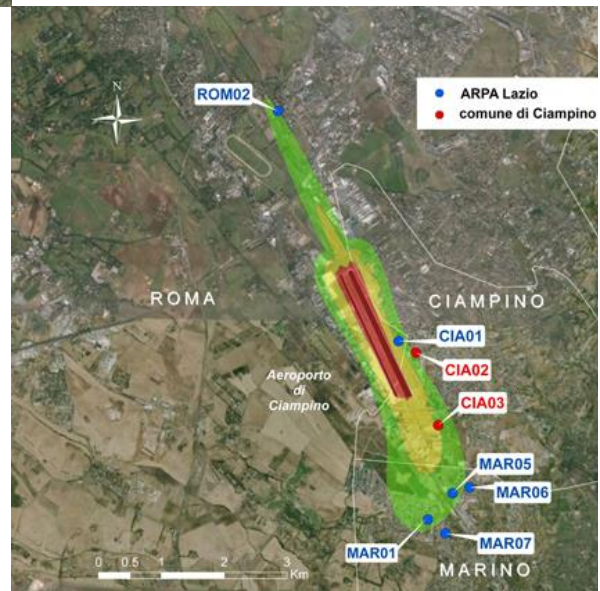 N
ROM02
ARPA Lazio
comune di Ciampino
ROMA
CIAMPINO
CIA01
CIA02
Aeroporto
di
Ciampino
CIA03
MAR05
MAR06
MAR01
MAR07
MARINO
0 0.5 1 2 3
Km